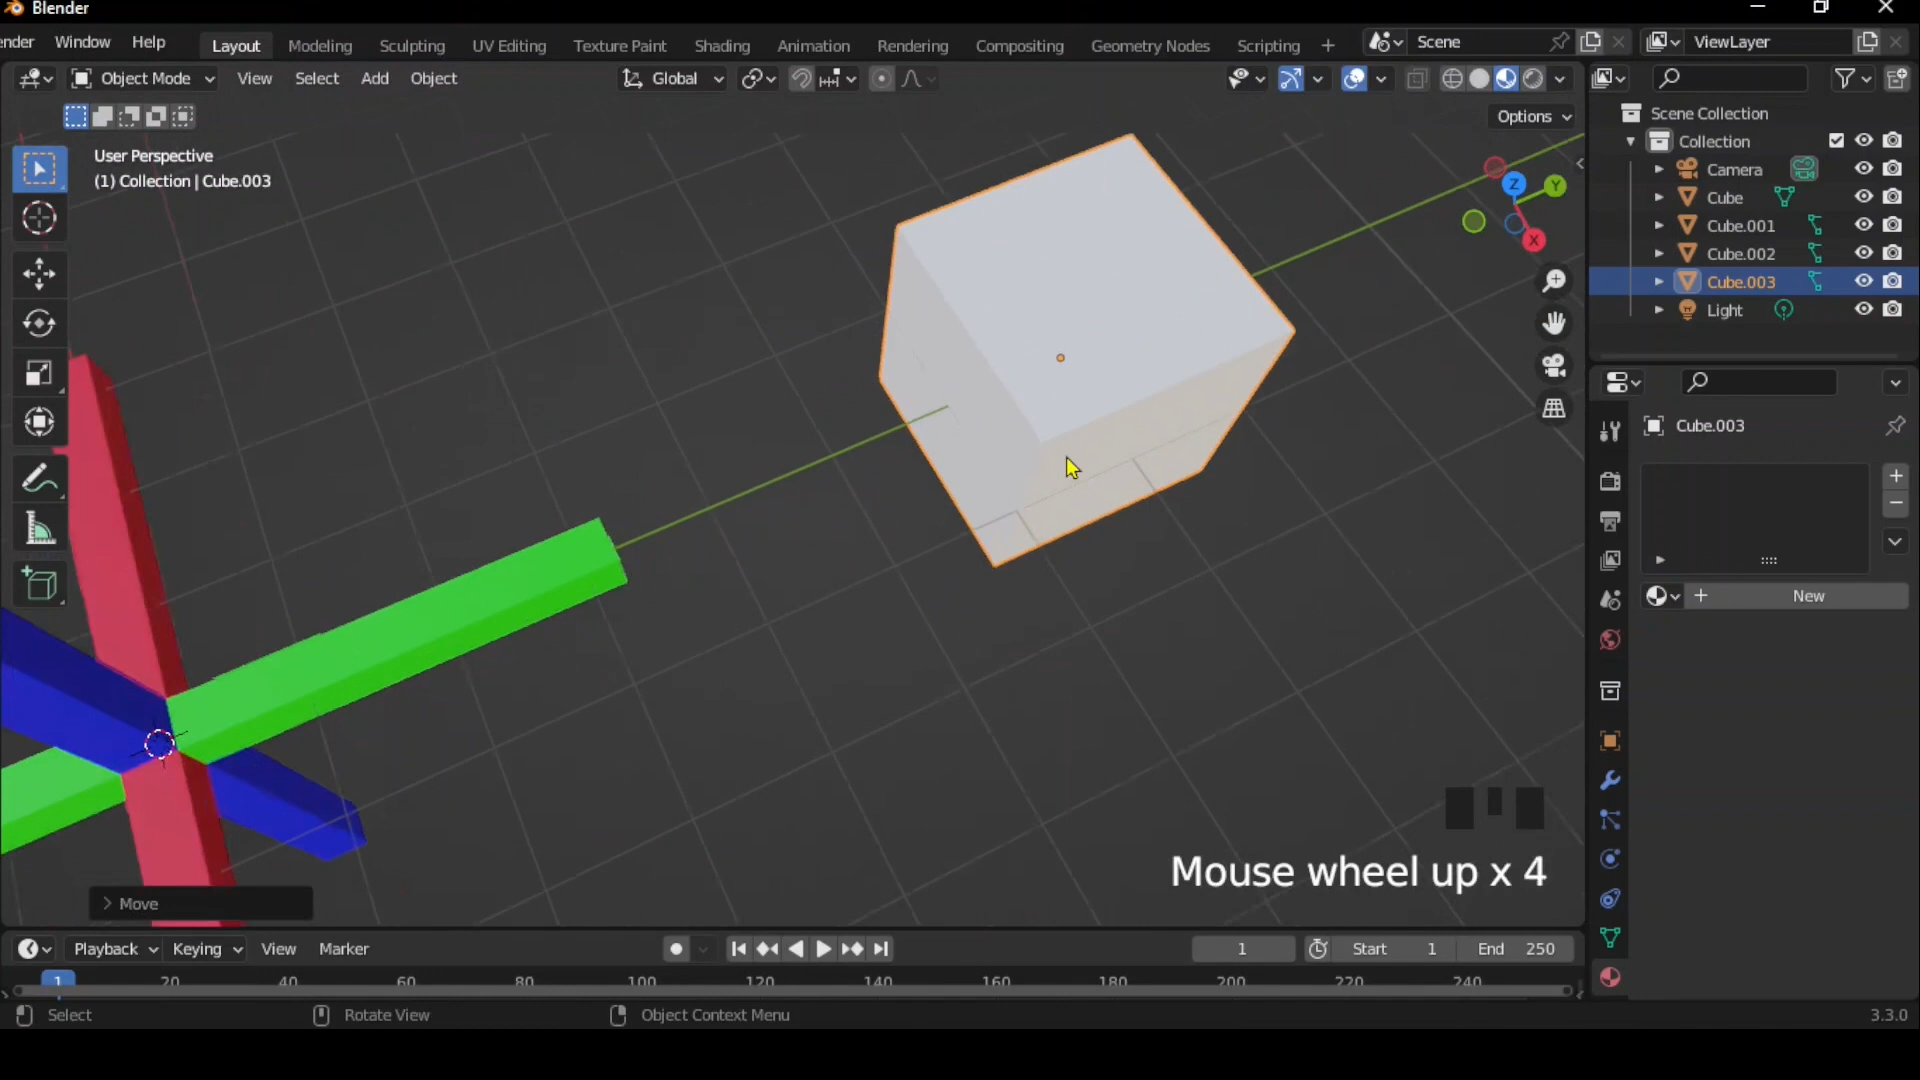 Blender
ender Window Help Layout Modeling Sculpting UV Editing Texture Paint Shading Animation Rendering Compositing Geometry Nodes Scripting + Scene ViewLayer
Object Mode View Select Add Object Global
Options
User Perspective
(1) Collection | Cube.003
Z
Y
X
Scene Collection
Collection
Camera
Cube
Cube.001
Cube.002
Cube.003
Light
Cube.003
+
−
+ New
Mouse wheel up x 4
> Move
Playback Keying View Marker 1 Start 1 End 250
1 20 40 60 80 100 120 140 160 180 200 220 240
Select Rotate View Object Context Menu 3.3.0